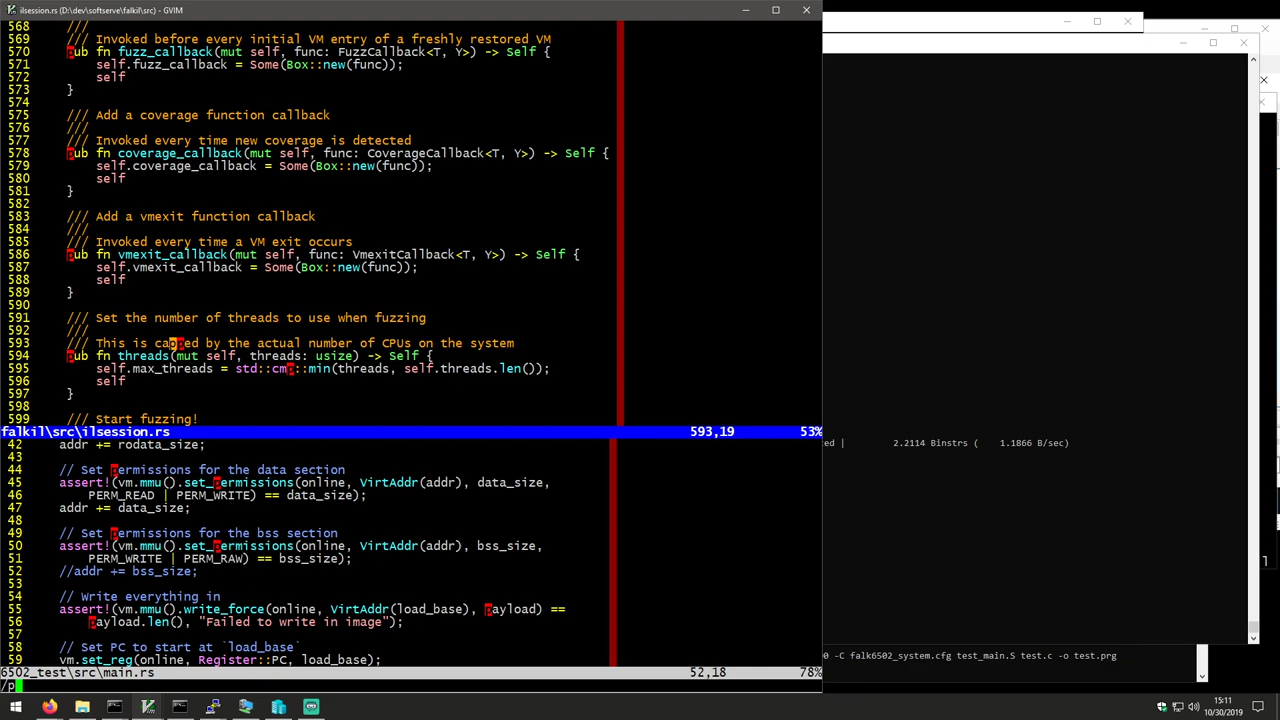 ilsession.rs (D:\dev\softserve\falkil\src) - GVIM
568     ///
569     /// Invoked before every initial VM entry of a freshly restored VM
570     pub fn fuzz_callback(mut self, func: FuzzCallback<T, Y>) -> Self {
571         self.fuzz_callback = Some(Box::new(func));
572         self
573     }
574
575     /// Add a coverage function callback
576     ///
577     /// Invoked every time new coverage is detected
578     pub fn coverage_callback(mut self, func: CoverageCallback<T, Y>) -> Self {
579         self.coverage_callback = Some(Box::new(func));
580         self
581     }
582
583     /// Add a vmexit function callback
584     ///
585     /// Invoked every time a VM exit occurs
586     pub fn vmexit_callback(mut self, func: VmexitCallback<T, Y>) -> Self {
587         self.vmexit_callback = Some(Box::new(func));
588         self
589     }
590
591     /// Set the number of threads to use when fuzzing
592     ///
593     /// This is capped by the actual number of CPUs on the system
594     pub fn threads(mut self, threads: usize) -> Self {
595         self.max_threads = std::cmp::min(threads, self.threads.len());
596         self
597     }
598
599     /// Start fuzzing!
falkil\src\ilsession.rs 593,19 53%
42     addr += rodata_size;
43
44     // Set permissions for the data section
45     assert!(vm.mmu().set_permissions(online, VirtAddr(addr), data_size,
46         PERM_READ | PERM_WRITE) == data_size);
47     addr += data_size;
48
49     // Set permissions for the bss section
50     assert!(vm.mmu().set_permissions(online, VirtAddr(addr), bss_size,
51         PERM_WRITE | PERM_RAW) == bss_size);
52     //addr += bss_size;
53
54     // Write everything in
55     assert!(vm.mmu().write_force(online, VirtAddr(load_base), payload) ==
56         payload.len(), "Failed to write in image");
57
58     // Set PC to start at `load_base`
59     vm.set_reg(online, Register::PC, load_base);
6502_test\src\main.rs 52,18 78%
/p
ed | 2.2114 Binstrs ( 1.1866 B/sec)
0 -C falk6502_system.cfg test_main.S test.c -o test.prg
15:11
10/30/2019